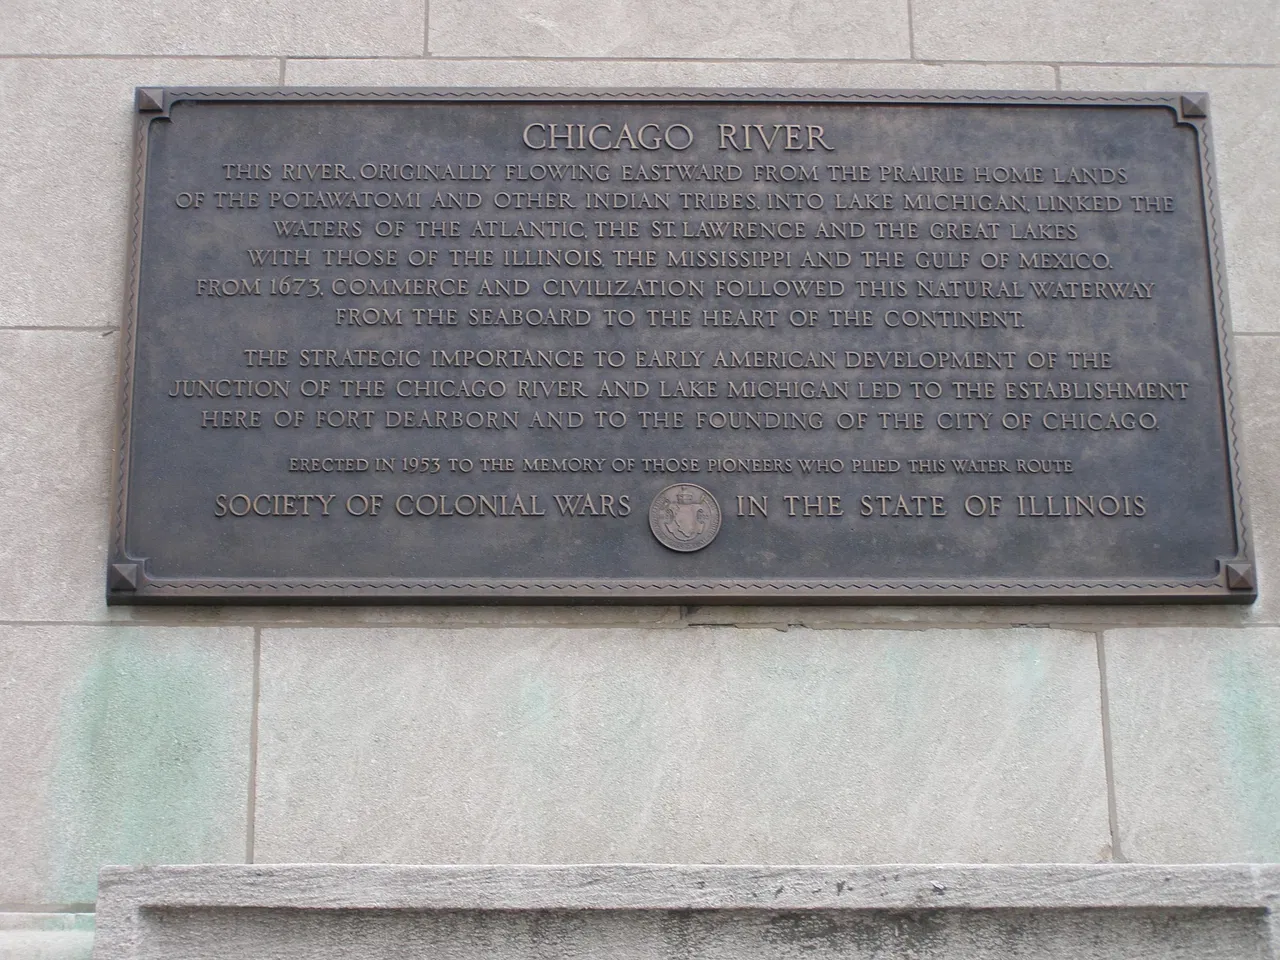 CHICAGO RIVER
THIS RIVER, ORIGINALLY FLOWING EASTWARD FROM THE PRAIRIE HOME LANDS
OF THE POTAWATOMI AND OTHER INDIAN TRIBES, INTO LAKE MICHIGAN, LINKED THE
WATERS OF THE ATLANTIC, THE ST. LAWRENCE AND THE GREAT LAKES
WITH THOSE OF THE ILLINOIS, THE MISSISSIPPI AND THE GULF OF MEXICO.
FROM 1673, COMMERCE AND CIVILIZATION FOLLOWED THIS NATURAL WATERWAY
FROM THE SEABOARD TO THE HEART OF THE CONTINENT.
THE STRATEGIC IMPORTANCE TO EARLY AMERICAN DEVELOPMENT OF THE
JUNCTION OF THE CHICAGO RIVER AND LAKE MICHIGAN LED TO THE ESTABLISHMENT
HERE OF FORT DEARBORN AND TO THE FOUNDING OF THE CITY OF CHICAGO.
ERECTED IN 1953 TO THE MEMORY OF THOSE PIONEERS WHO PLIED THIS WATER ROUTE
SOCIETY OF COLONIAL WARS IN THE STATE OF ILLINOIS